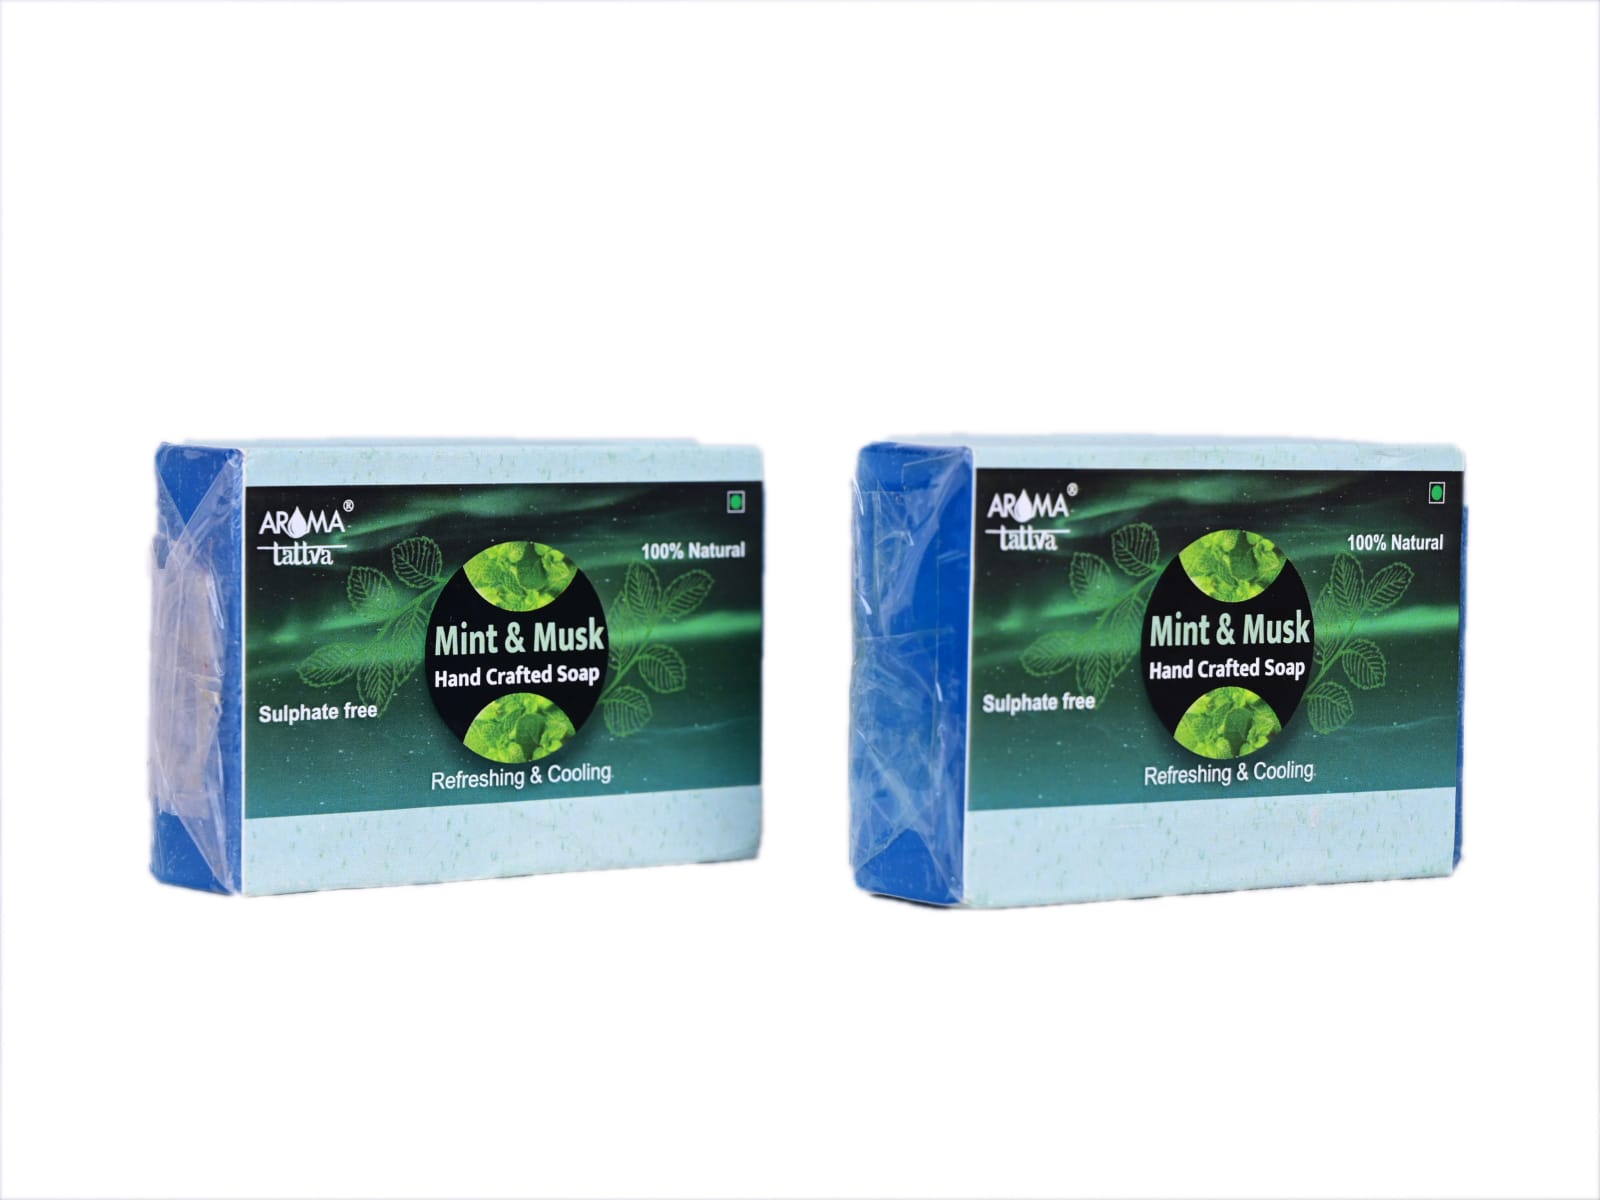 AROMA®
tattva
100% Natural
Mint & Musk
Hand Crafted Soap
Sulphate free
Refreshing & Cooling
AROMA®
tattva
100% Natural
Mint & Musk
Hand Crafted Soap
Sulphate free
Refreshing & Cooling